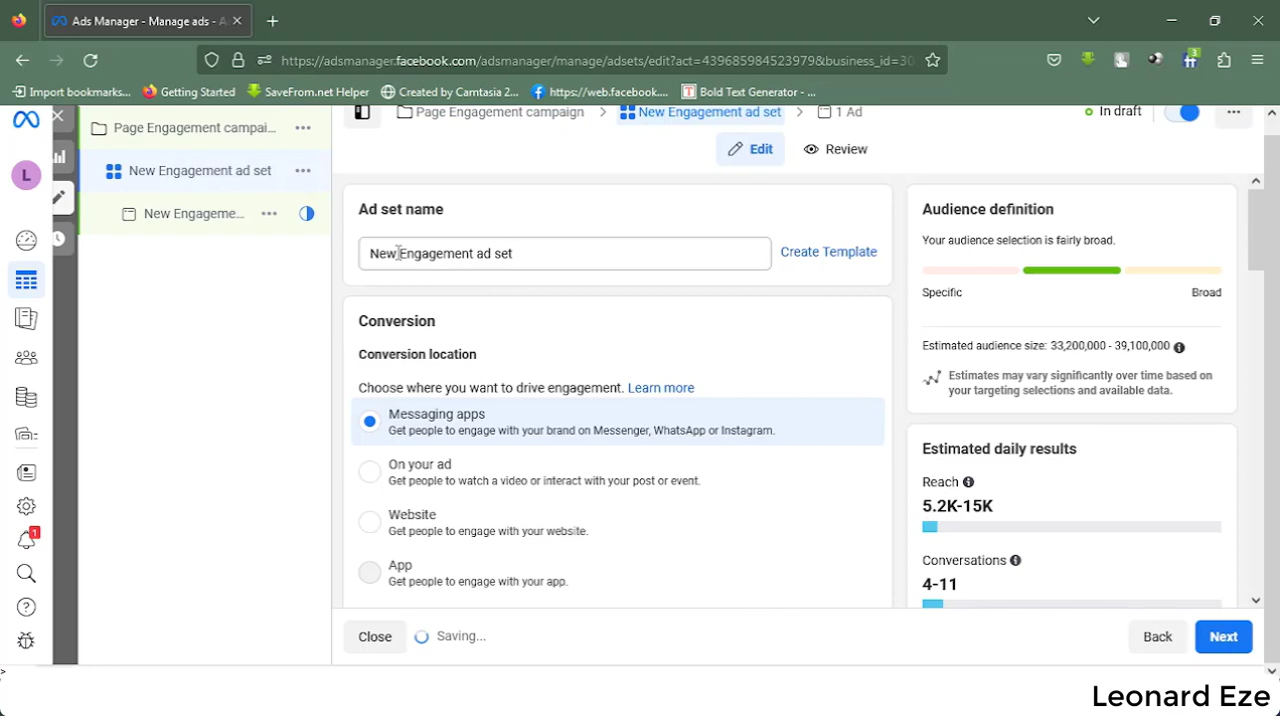 Ads Manager - Manage ads - A
https://adsmanager.facebook.com/adsmanager/manage/adsets/edit?act=439685984523979&business_id=30
3
Import bookmarks...
Getting Started
SaveFrom.net Helper
Created by Camtasia 2...
https://web.facebook....
Bold Text Generator - ...
Page Engagement campai...
Page Engagement campaign
New Engagement ad set
1 Ad
In draft
Edit
Review
L
New Engagement ad set
New Engageme...
Ad set name
New Engagement ad set
Create Template
Conversion
Conversion location
Choose where you want to drive engagement. Learn more
Messaging apps
Get people to engage with your brand on Messenger, WhatsApp or Instagram.
On your ad
Get people to watch a video or interact with your post or event.
Website
Get people to engage with your website.
App
Get people to engage with your app.
Audience definition
Your audience selection is fairly broad.
Specific
Broad
Estimated audience size: 33,200,000 - 39,100,000
Estimates may vary significantly over time based on
your targeting selections and available data.
Estimated daily results
Reach
5.2K-15K
Conversations
4-11
1
Close
Saving...
Back
Next
Leonard Eze